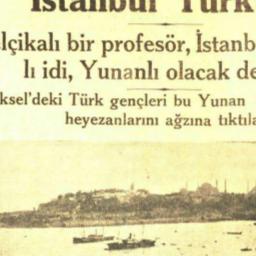 İstanbul Türk
lçikalı bir profesör, İstanb
lı idi, Yunanlı olacak de
ksel'deki Türk gençleri bu Yunan
heyezanlarını ağzına tıktıla